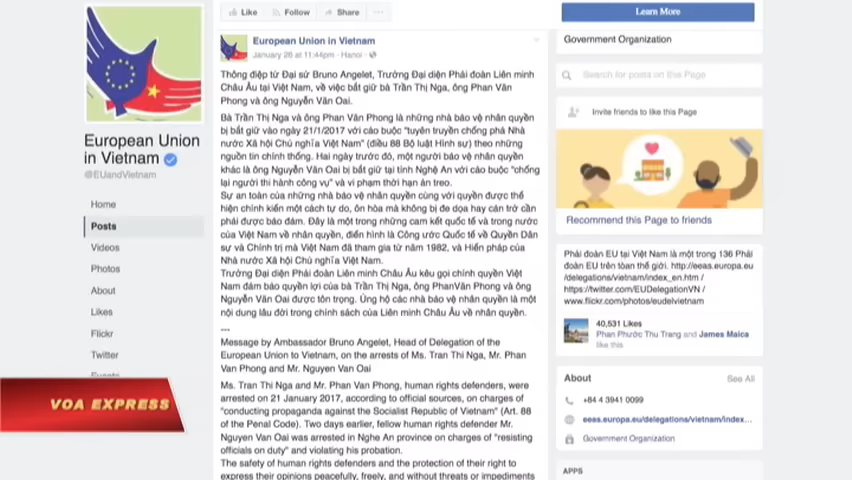 Like
Follow
Share
Learn More
European Union in Vietnam
@EUandVietnam
Home
Posts
Videos
Photos
About
Likes
Flickr
Twitter
Events
VOA EXPRESS
European Union in Vietnam
January 26 at 11:44pm · Hanoi ·
Thông điệp từ Đại sứ Bruno Angelet, Trưởng Đại diện Phái đoàn Liên minh
Châu Âu tại Việt Nam, về việc bắt giữ bà Trần Thị Nga, ông Phan Văn
Phong và ông Nguyễn Văn Oai.
Bà Trần Thị Nga và ông Phan Văn Phong là những nhà bảo vệ nhân quyền
bị bắt giữ vào ngày 21/1/2017 với cáo buộc "tuyên truyền chống phá Nhà
nước Xã hội Chủ nghĩa Việt Nam" (điều 88 Bộ luật Hình sự) theo những
nguồn tin chính thống. Hai ngày trước đó, một người bảo vệ nhân quyền
khác là ông Nguyễn Văn Oai bị bắt giữ tại tỉnh Nghệ An với cáo buộc "chống
lại người thi hành công vụ" và vi phạm thời hạn án treo.
Sự an toàn của những nhà bảo vệ nhân quyền cùng với quyền được thể
hiện chính kiến một cách tự do, ôn hòa mà không bị đe dọa hay cản trở cần
phải được bảo đảm. Đây là một trong những cam kết quốc tế và trong nước
của Việt Nam về nhân quyền, điển hình là Công ước Quốc tế về Quyền Dân
sự và Chính trị mà Việt Nam đã tham gia từ năm 1982, và Hiến pháp của
Nhà nước Xã hội Chủ nghĩa Việt Nam.
Trưởng Đại diện Phái đoàn Liên minh Châu Âu kêu gọi chính quyền Việt
Nam đảm bảo quyền lợi của bà Trần Thị Nga, ông PhanVăn Phong và ông
Nguyễn Văn Oai được tôn trọng. Ủng hộ các nhà bảo vệ nhân quyền là một
nội dung lâu đời trong chính sách của Liên minh Châu Âu về nhân quyền.
---
Message by Ambassador Bruno Angelet, Head of Delegation of the
European Union to Vietnam, on the arrests of Ms. Tran Thi Nga, Mr. Phan
Van Phong and Mr. Nguyen Van Oai
Ms. Tran Thi Nga and Mr. Phan Van Phong, human rights defenders, were
arrested on 21 January 2017, according to official sources, on charges of
"conducting propaganda against the Socialist Republic of Vietnam" (Art. 88
of the Penal Code). Two days earlier, fellow human rights defender Mr.
Nguyen Van Oai was arrested in Nghe An province on charges of "resisting
officials on duty" and violating his probation.
The safety of human rights defenders and the protection of their right to
express their opinions peacefully, freely, and without threats or impediments
Government Organization
Search for posts on this Page
Invite friends to like this Page
Recommend this Page to friends
Phái đoàn EU tại Việt Nam là một trong 136 Phái
đoàn EU trên toàn thế giới. http://eeas.europa.eu
/delegations/vietnam/index_en.htm /
https://twitter.com/EUDelegationVN /
www.flickr.com/photos/eudelvietnam
40,531 Likes
Phan Phước Thu Trang and James Maica
like this
About
See All
+84 4 3941 0099
eeas.europa.eu/delegations/vietnam/index...
Government Organization
APPS